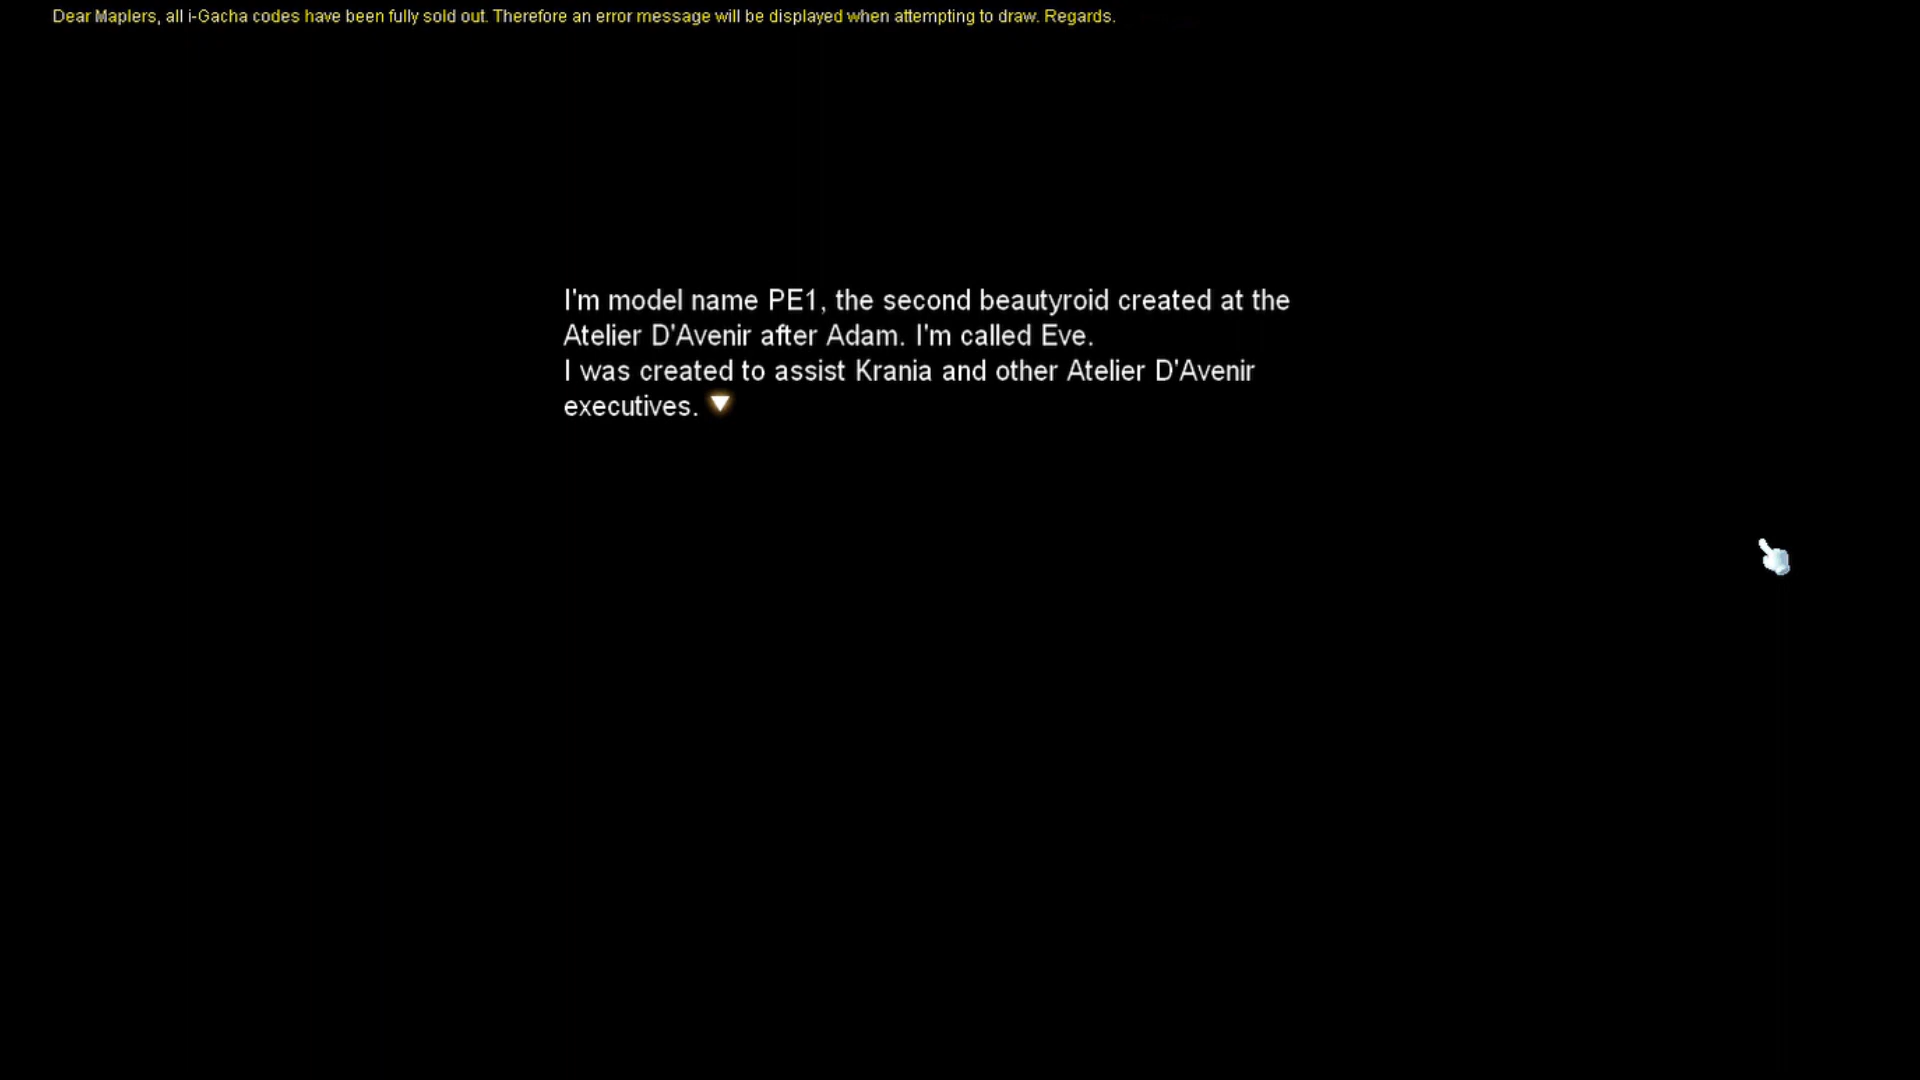 Dear Maplers, all i-Gacha codes have been fully sold out. Therefore an error message will be displayed when attempting to draw. Regards.
I'm model name PE1, the second beautyroid created at the
Atelier D'Avenir after Adam. I'm called Eve.
I was created to assist Krania and other Atelier D'Avenir
executives.